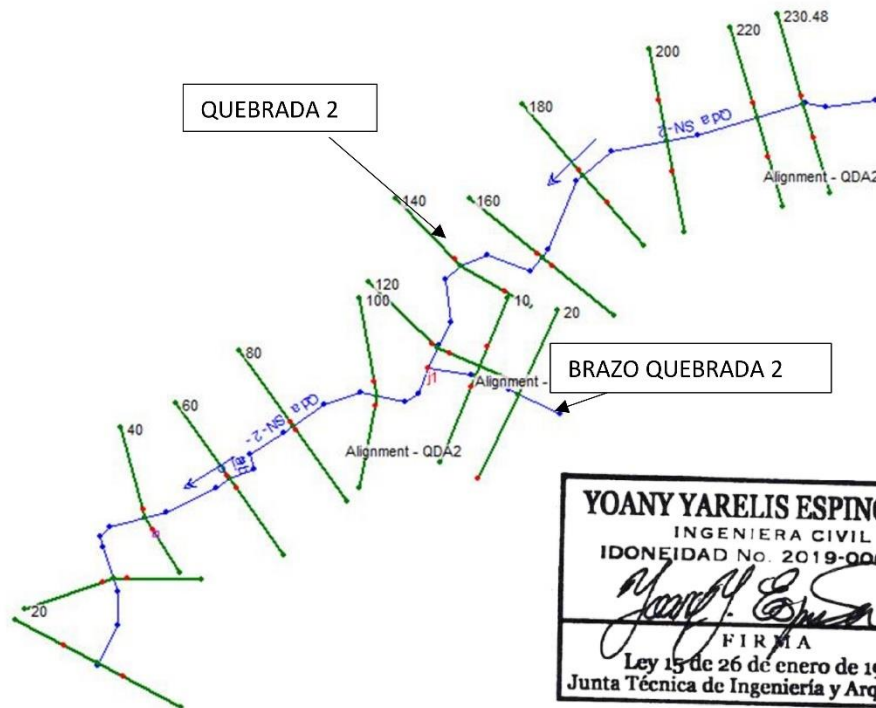 230.48
220
200
QUEBRADA 2
180
Qda SN-2
Alignment - QDA2
140
160
120
100
10,
20
80
j1
Alignment -
BRAZO QUEBRADA 2
60
Qda SN-2-
40
Alignment - QDA2
20
YOANY YARELIS ESPINO
INGENIERA CIVIL
IDONEIDAD No. 2019-00
FIRMA
Ley 15 de 26 de enero de 19
Junta Técnica de Ingeniería y Arq